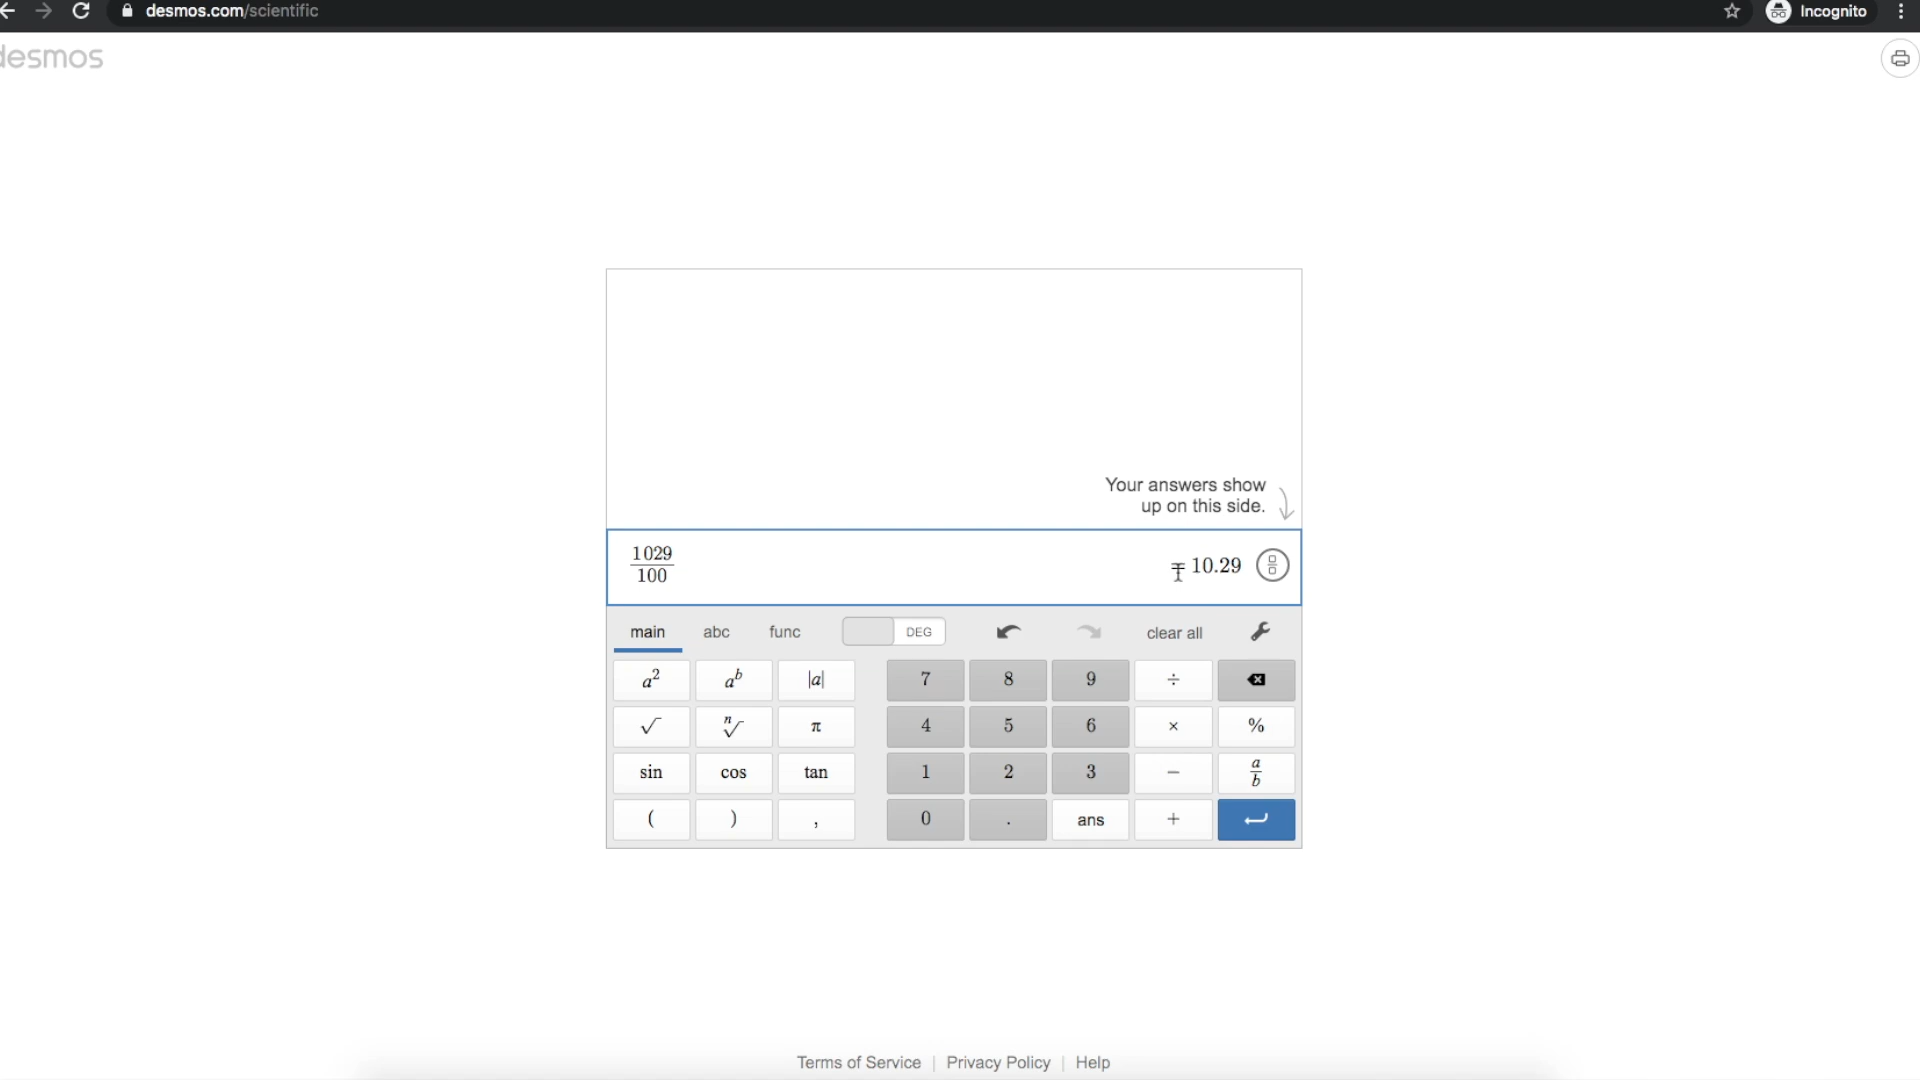 desmos.com/scientific
Incognito
desmos
Your answers show
up on this side.
1029
100
= 10.29
main abc func DEG clear all
a² aᵇ |a| 7 8 9 ÷
√ ⁿ√ π 4 5 6 × %
sin cos tan 1 2 3 − a/b
( ) , 0 . ans +
Terms of Service | Privacy Policy | Help